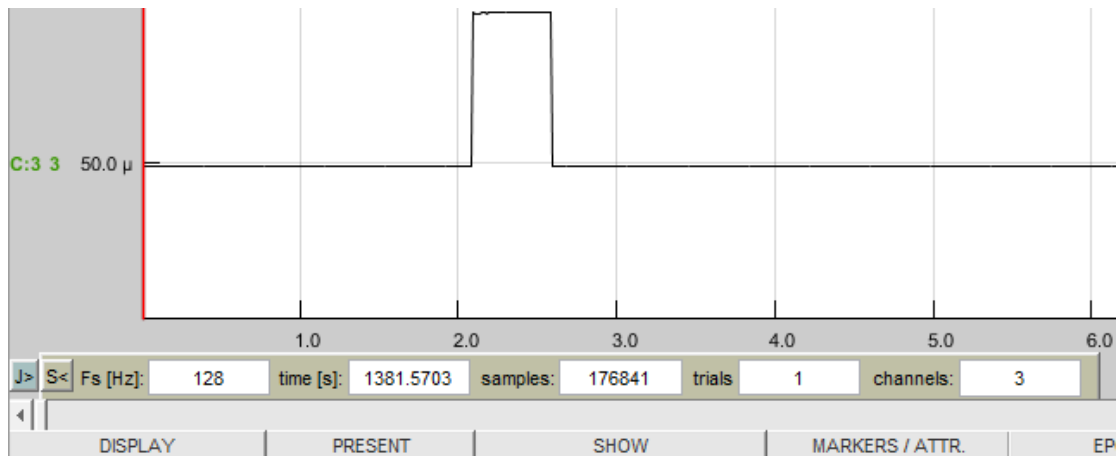 C:3 3 50.0 µ
1.0 2.0 3.0 4.0 5.0 6.0
J> S< Fs [Hz]: 128 time [s]: 1381.5703 samples: 176841 trials 1 channels: 3
DISPLAY PRESENT SHOW MARKERS / ATTR. EP